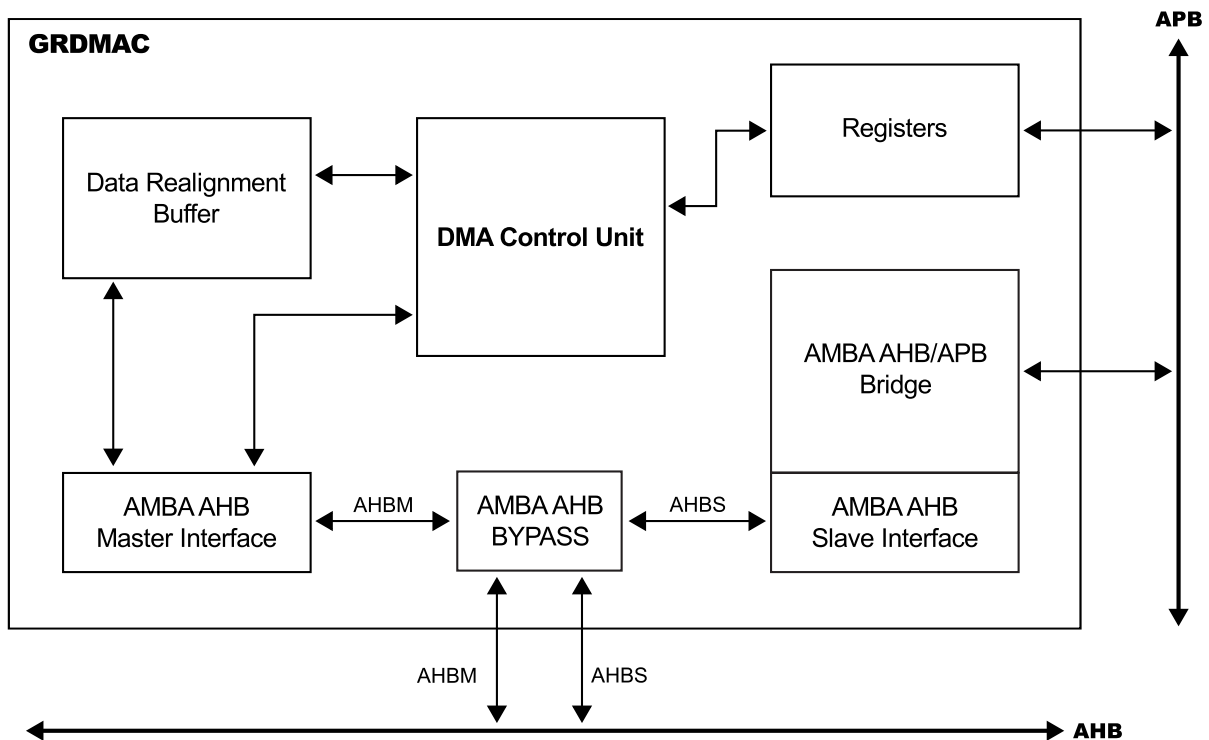 APB
GRDMAC
Registers
Data Realignment
Buffer
DMA Control Unit
AMBA AHB/APB
Bridge
AMBA AHB
Master Interface
AHBM
AMBA AHB
BYPASS
AHBS
AMBA AHB
Slave Interface
AHBM
AHBS
AHB